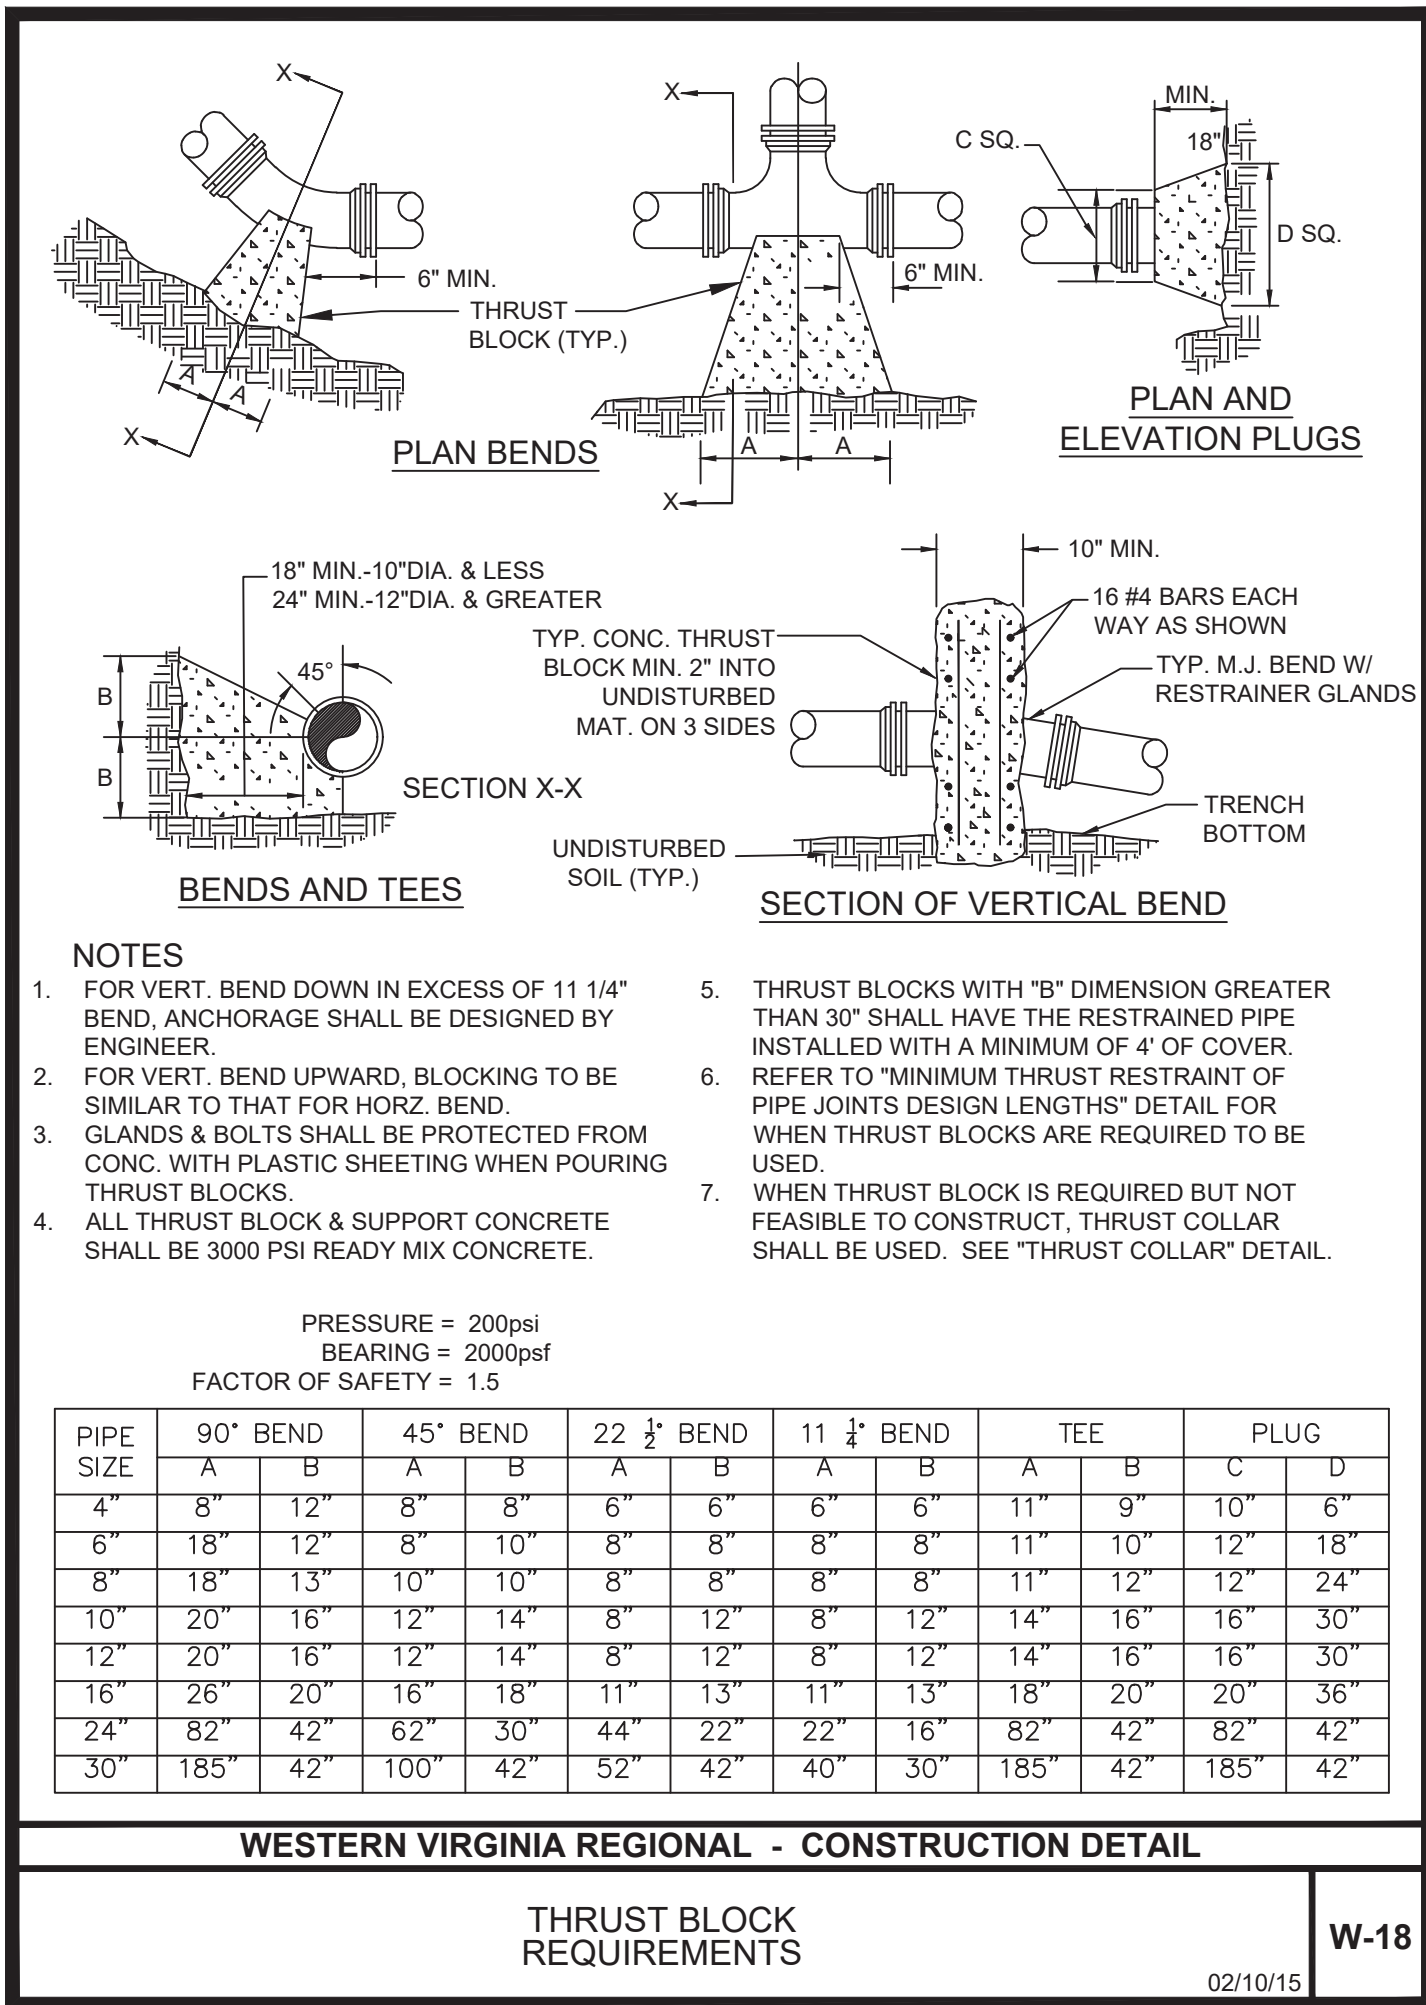 X
X
MIN.
C SQ.
18"
D SQ.
6" MIN.
6" MIN.
THRUST
BLOCK (TYP.)
A
A
X
PLAN BENDS
A
A
X
PLAN AND
ELEVATION PLUGS
18" MIN.-10"DIA. & LESS
24" MIN.-12"DIA. & GREATER
45°
B
B
SECTION X-X
BENDS AND TEES
10" MIN.
16 #4 BARS EACH
WAY AS SHOWN
TYP. CONC. THRUST
BLOCK MIN. 2" INTO
UNDISTURBED
MAT. ON 3 SIDES
TYP. M.J. BEND W/
RESTRAINER GLANDS
TRENCH
BOTTOM
UNDISTURBED
SOIL (TYP.)
SECTION OF VERTICAL BEND
NOTES
1. FOR VERT. BEND DOWN IN EXCESS OF 11 1/4"
BEND, ANCHORAGE SHALL BE DESIGNED BY
ENGINEER.
2. FOR VERT. BEND UPWARD, BLOCKING TO BE
SIMILAR TO THAT FOR HORZ. BEND.
3. GLANDS & BOLTS SHALL BE PROTECTED FROM
CONC. WITH PLASTIC SHEETING WHEN POURING
THRUST BLOCKS.
4. ALL THRUST BLOCK & SUPPORT CONCRETE
SHALL BE 3000 PSI READY MIX CONCRETE.
5. THRUST BLOCKS WITH "B" DIMENSION GREATER
THAN 30" SHALL HAVE THE RESTRAINED PIPE
INSTALLED WITH A MINIMUM OF 4' OF COVER.
6. REFER TO "MINIMUM THRUST RESTRAINT OF
PIPE JOINTS DESIGN LENGTHS" DETAIL FOR
WHEN THRUST BLOCKS ARE REQUIRED TO BE
USED.
7. WHEN THRUST BLOCK IS REQUIRED BUT NOT
FEASIBLE TO CONSTRUCT, THRUST COLLAR
SHALL BE USED. SEE "THRUST COLLAR" DETAIL.
PRESSURE = 200psi
BEARING = 2000psf
FACTOR OF SAFETY = 1.5
PIPE SIZE 90° BEND 45° BEND 22 1/2° BEND 11 1/4° BEND TEE PLUG
A B A B A B A B A B C D
4” 8” 12” 8” 8” 6” 6” 6” 6” 11” 9” 10” 6”
6” 18” 12” 8” 10” 8” 8” 8” 8” 11” 10” 12” 18”
8” 18” 13” 10” 10” 8” 8” 8” 8” 11” 12” 12” 24”
10” 20” 16” 12” 14” 8” 12” 8” 12” 14” 16” 16” 30”
12” 20” 16” 12” 14” 8” 12” 8” 12” 14” 16” 16” 30”
16” 26” 20” 16” 18” 11” 13” 11” 13” 18” 20” 20” 36”
24” 82” 42” 62” 30” 44” 22” 22” 16” 82” 42” 82” 42”
30” 185” 42” 100” 42” 52” 42” 40” 30” 185” 42” 185” 42”
WESTERN VIRGINIA REGIONAL - CONSTRUCTION DETAIL
THRUST BLOCK
REQUIREMENTS
W-18
02/10/15